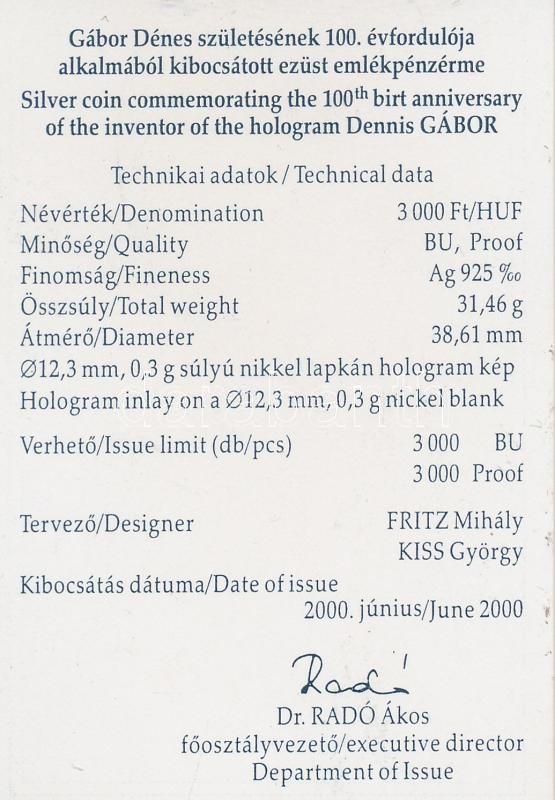 Gábor Dénes születésének 100. évfordulója
alkalmából kibocsátott ezüst emlékpénzérme
Silver coin commemorating the 100th birt anniversary
of the inventor of the hologram Dennis GÁBOR
Technikai adatok / Technical data
Névérték/Denomination 3 000 Ft/HUF
Minőség/Quality BU, Proof
Finomság/Fineness Ag 925 ‰
Összsúly/Total weight 31,46 g
Átmérő/Diameter 38,61 mm
Ø12,3 mm, 0,3 g súlyú nikkel lapkán hologram kép
Hologram inlay on a Ø12,3 mm, 0,3 g nickel blank
Verhető/Issue limit (db/pcs) 3 000 BU
3 000 Proof
Tervező/Designer FRITZ Mihály
KISS György
Kibocsátás dátuma/Date of issue
2000. június/June 2000
Radó
Dr. RADÓ Ákos
főosztályvezető/executive director
Department of Issue